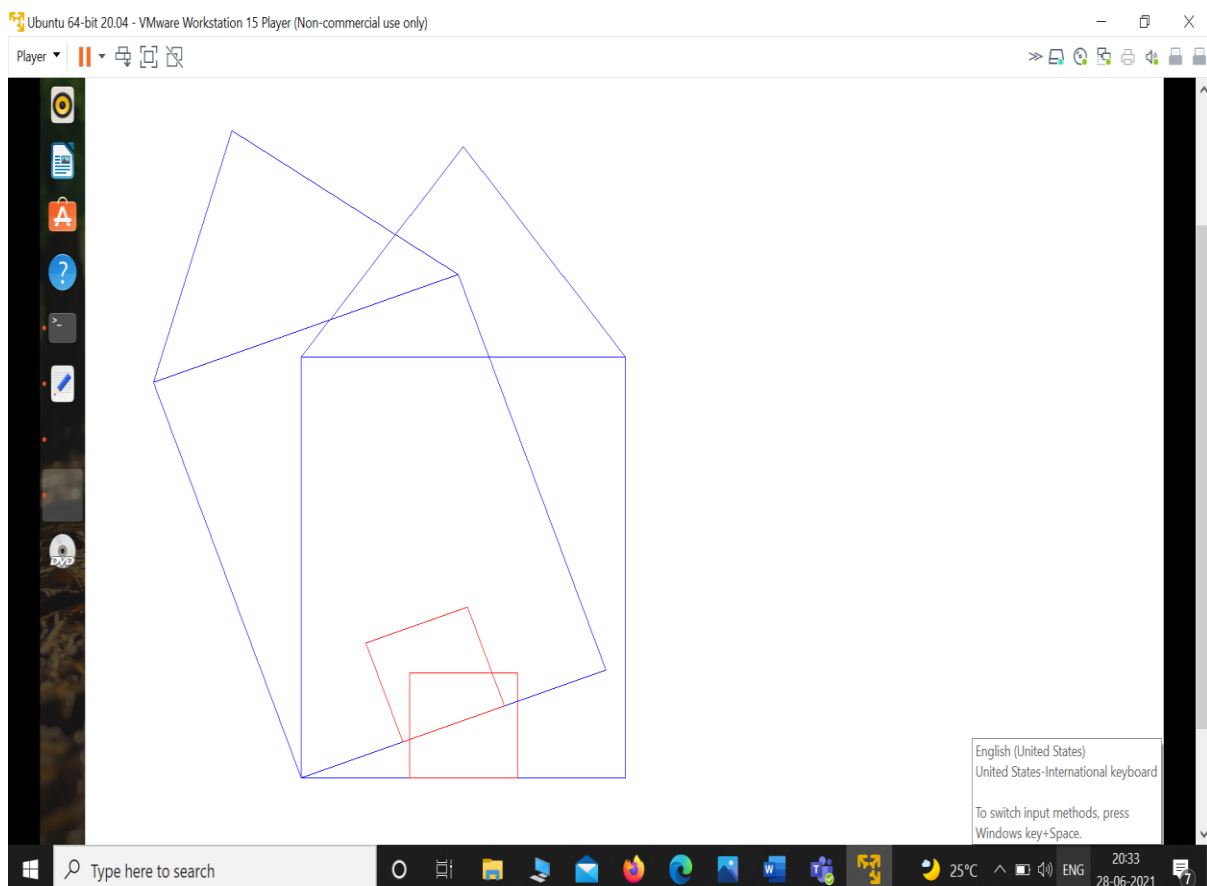 Ubuntu 64-bit 20.04 - VMware Workstation 15 Player (Non-commercial use only)
Player
A
?
>_
DVD
English (United States)
United States-International keyboard
To switch input methods, press
Windows key+Space.
Type here to search
W
25°C
ENG
20:33
28-06-2021
7